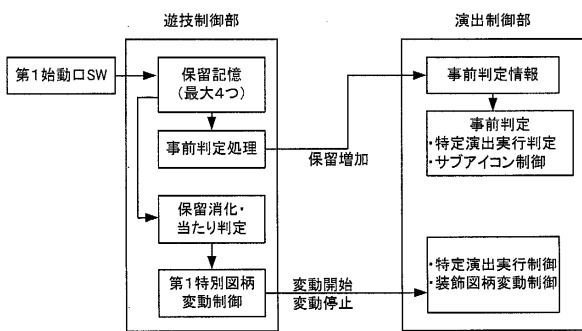 遊技制御部
演出制御部
第1始動口SW
保留記憶
(最大4つ)
事前判定処理
保留増加
事前判定情報
事前判定
・特定演出実行判定
・サブアイコン制御
保留消化・
当たり判定
第1特別図柄
変動制御
変動開始
変動停止
・特定演出実行制御
・装飾図柄変動制御